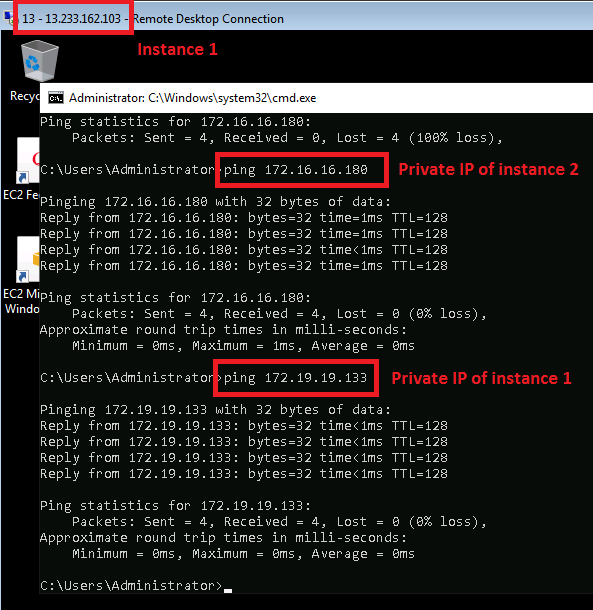 13 - 13.233.162.103 - Remote Desktop Connection
Instance 1
Recyc
Administrator: C:\Windows\system32\cmd.exe
Ping statistics for 172.16.16.180:
Packets: Sent = 4, Received = 0, Lost = 4 (100% loss),
C:\Users\Administrator>ping 172.16.16.180
Private IP of instance 2
EC2 Fe
Pinging 172.16.16.180 with 32 bytes of data:
Reply from 172.16.16.180: bytes=32 time=1ms TTL=128
Reply from 172.16.16.180: bytes=32 time=1ms TTL=128
Reply from 172.16.16.180: bytes=32 time<1ms TTL=128
Reply from 172.16.16.180: bytes=32 time=1ms TTL=128
EC2 Mi
Windo
Ping statistics for 172.16.16.180:
Packets: Sent = 4, Received = 4, Lost = 0 (0% loss),
Approximate round trip times in milli-seconds:
Minimum = 0ms, Maximum = 1ms, Average = 0ms
C:\Users\Administrator>ping 172.19.19.133
Private IP of instance 1
Pinging 172.19.19.133 with 32 bytes of data:
Reply from 172.19.19.133: bytes=32 time<1ms TTL=128
Reply from 172.19.19.133: bytes=32 time<1ms TTL=128
Reply from 172.19.19.133: bytes=32 time<1ms TTL=128
Reply from 172.19.19.133: bytes=32 time<1ms TTL=128
Ping statistics for 172.19.19.133:
Packets: Sent = 4, Received = 4, Lost = 0 (0% loss),
Approximate round trip times in milli-seconds:
Minimum = 0ms, Maximum = 0ms, Average = 0ms
C:\Users\Administrator>